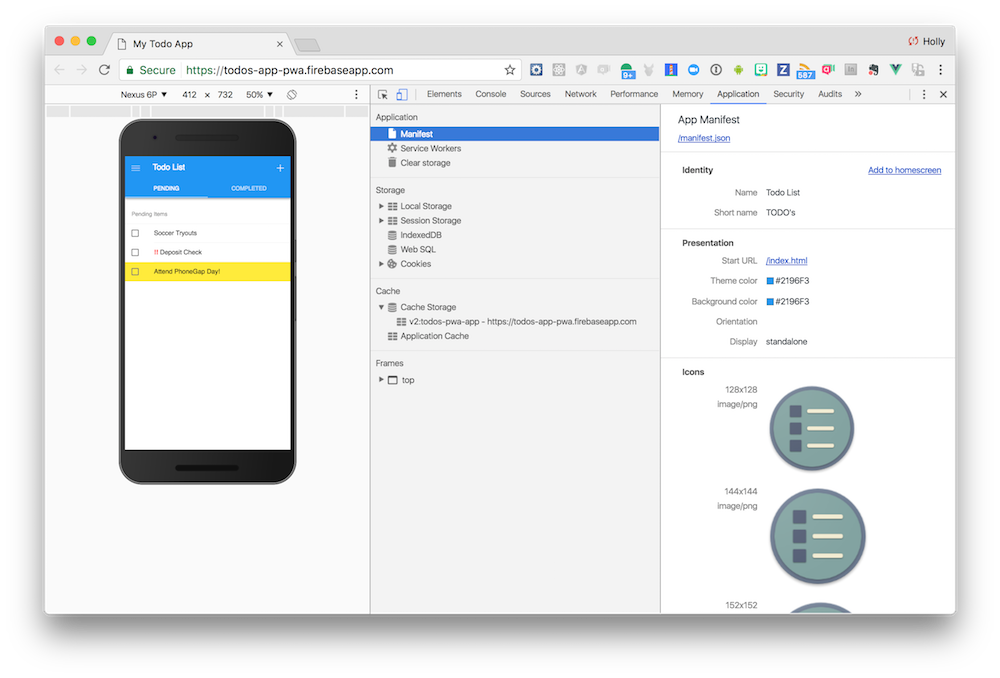 My Todo App
Holly
Secure https://todos-app-pwa.firebaseapp.com
9+
587
Nexus 6P 412 × 732 50%
Elements Console Sources Network Performance Memory Application Security Audits »
Todo List
PENDING COMPLETED
Pending Items
Soccer Tryouts
!! Deposit Check
Attend PhoneGap Day!
Application
Manifest
Service Workers
Clear storage
Storage
Local Storage
Session Storage
IndexedDB
Web SQL
Cookies
Cache
Cache Storage
v2:todos-pwa-app - https://todos-app-pwa.firebaseapp.com
Application Cache
Frames
top
App Manifest
/manifest.json
Identity Add to homescreen
Name Todo List
Short name TODO's
Presentation
Start URL /index.html
Theme color #2196F3
Background color #2196F3
Orientation
Display standalone
Icons
128x128
image/png
144x144
image/png
152x152